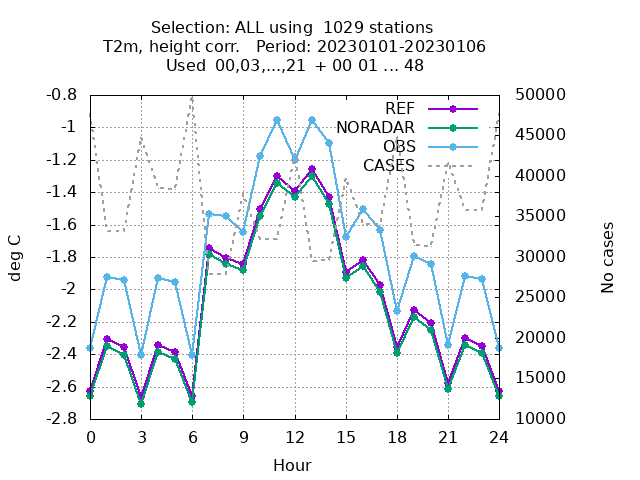 Selection: ALL using  1029 stations
T2m, height corr.   Period: 20230101-20230106
Used  00,03,...,21  + 00 01 ... 48
-0.8
-1
-1.2
-1.4
-1.6
-1.8
-2
-2.2
-2.4
-2.6
-2.8
deg C
REF
NORADAR
OBS
CASES
50000
45000
40000
35000
30000
25000
20000
15000
10000
No cases
0 3 6 9 12 15 18 21 24
Hour